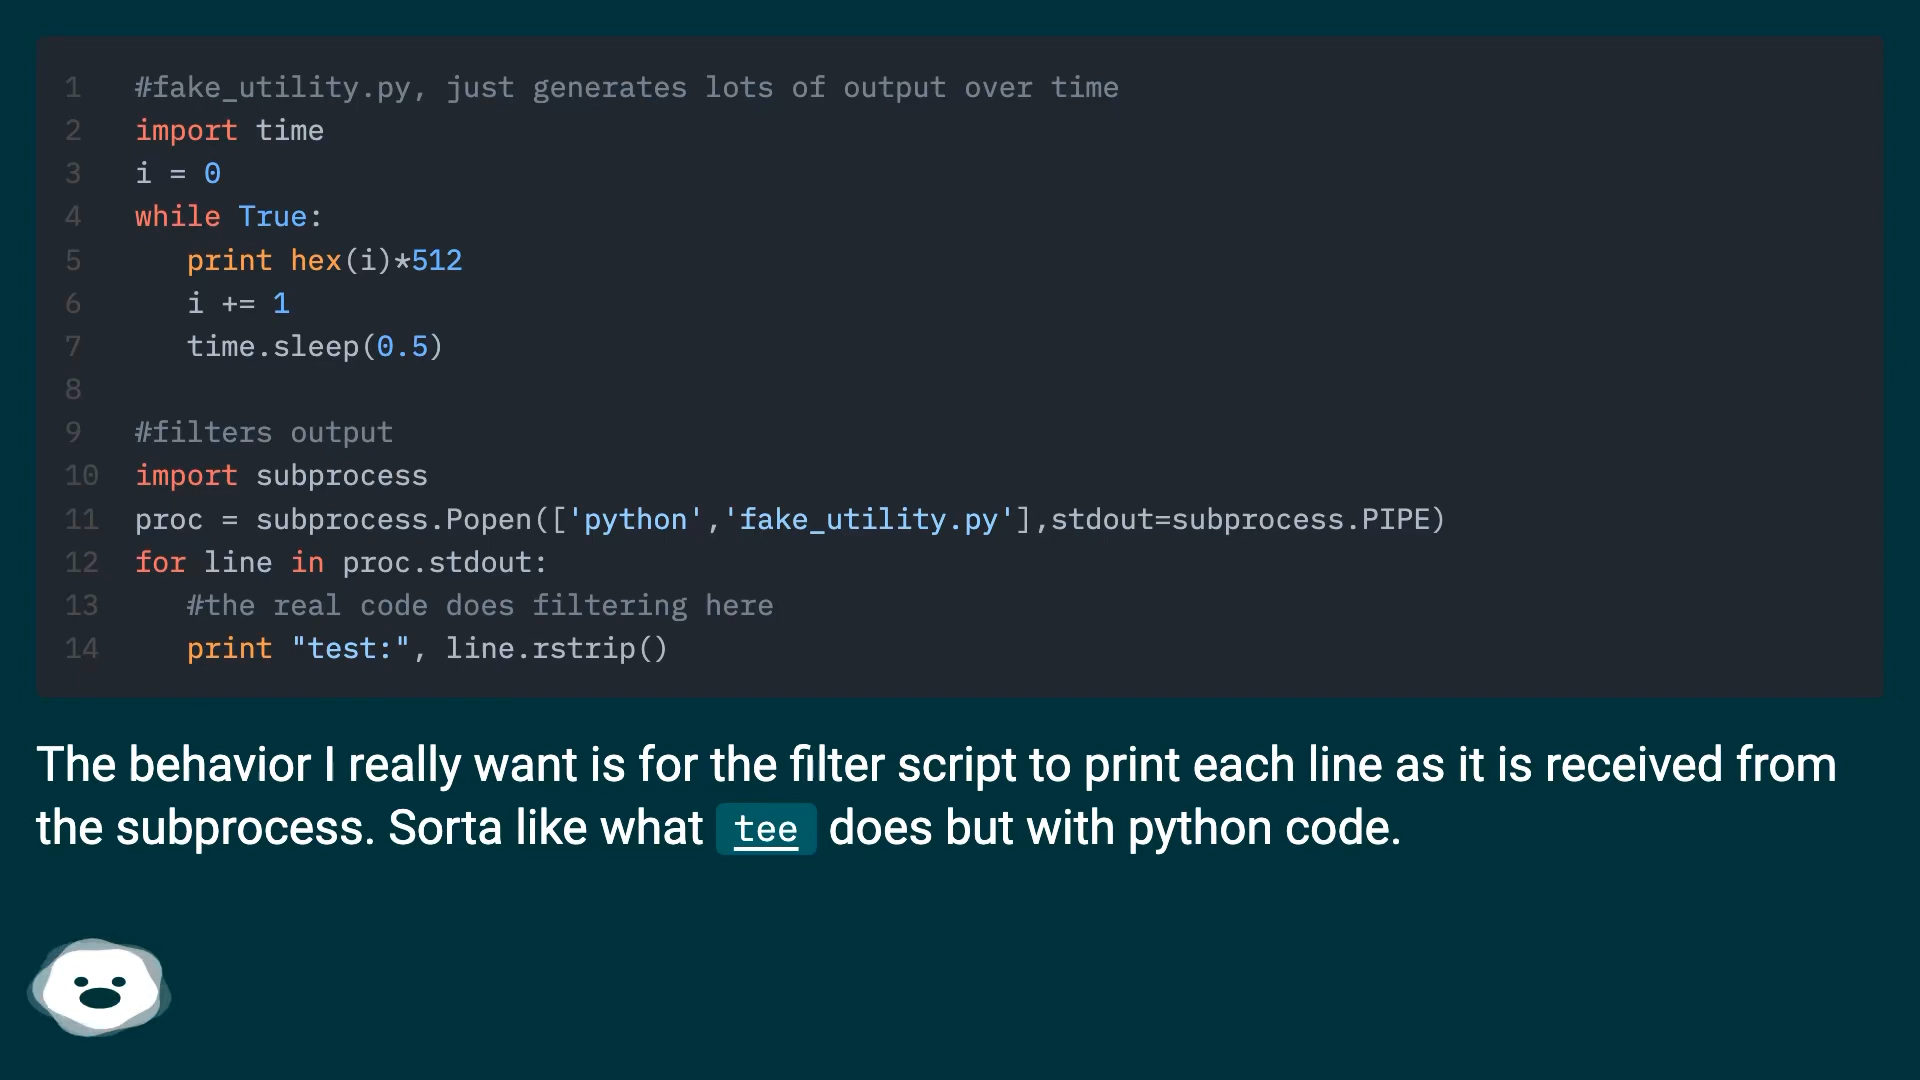 1 #fake_utility.py, just generates lots of output over time
2 import time
3 i = 0
4 while True:
5    print hex(i)*512
6    i += 1
7    time.sleep(0.5)
8
9 #filters output
10 import subprocess
11 proc = subprocess.Popen(['python','fake_utility.py'],stdout=subprocess.PIPE)
12 for line in proc.stdout:
13    #the real code does filtering here
14    print "test:", line.rstrip()
The behavior I really want is for the filter script to print each line as it is received from
the subprocess. Sorta like what tee does but with python code.